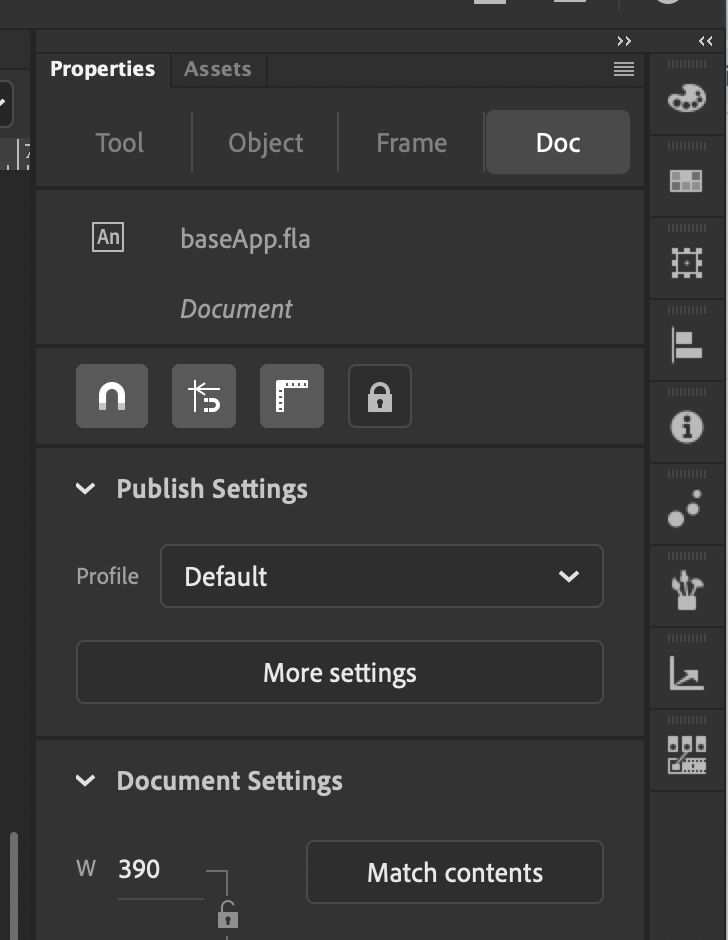 Properties Assets
Tool Object Frame Doc
An baseApp.fla
Document
Publish Settings
Profile Default
More settings
Document Settings
W 390 Match contents